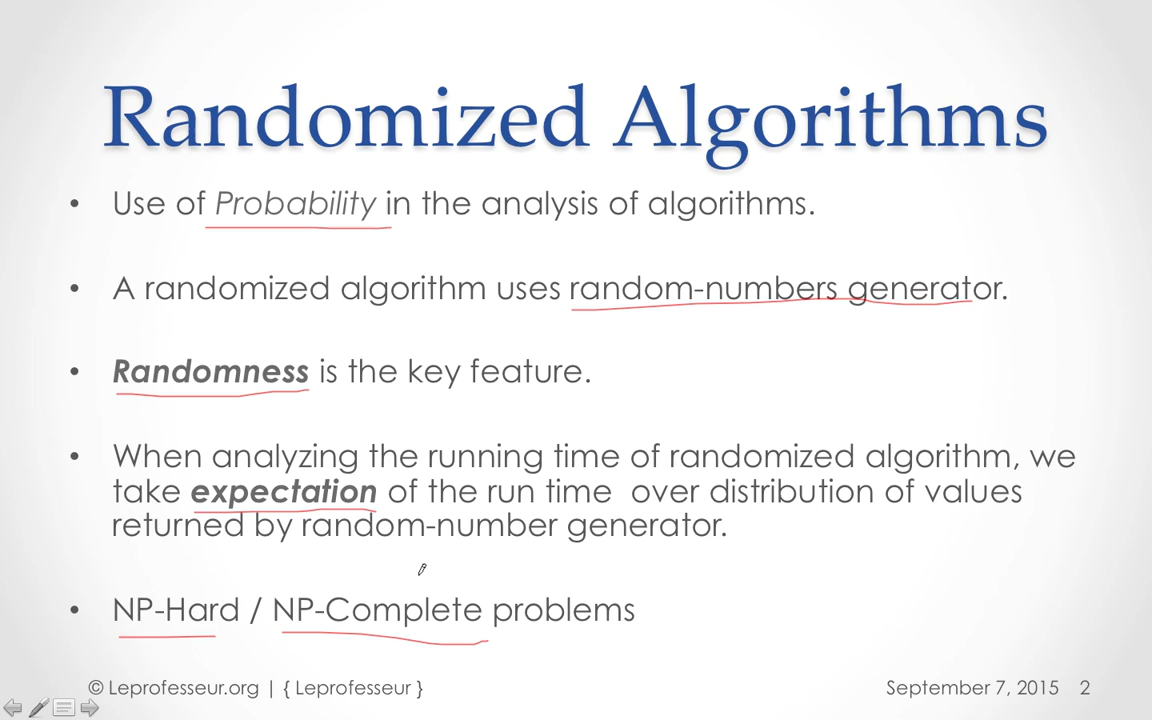 Randomized Algorithms
• Use of Probability in the analysis of algorithms.
• A randomized algorithm uses random-numbers generator.
• Randomness is the key feature.
• When analyzing the running time of randomized algorithm, we
take expectation of the run time over distribution of values
returned by random-number generator.
• NP-Hard / NP-Complete problems
© Leprofesseur.org | { Leprofesseur }
September 7, 2015 2